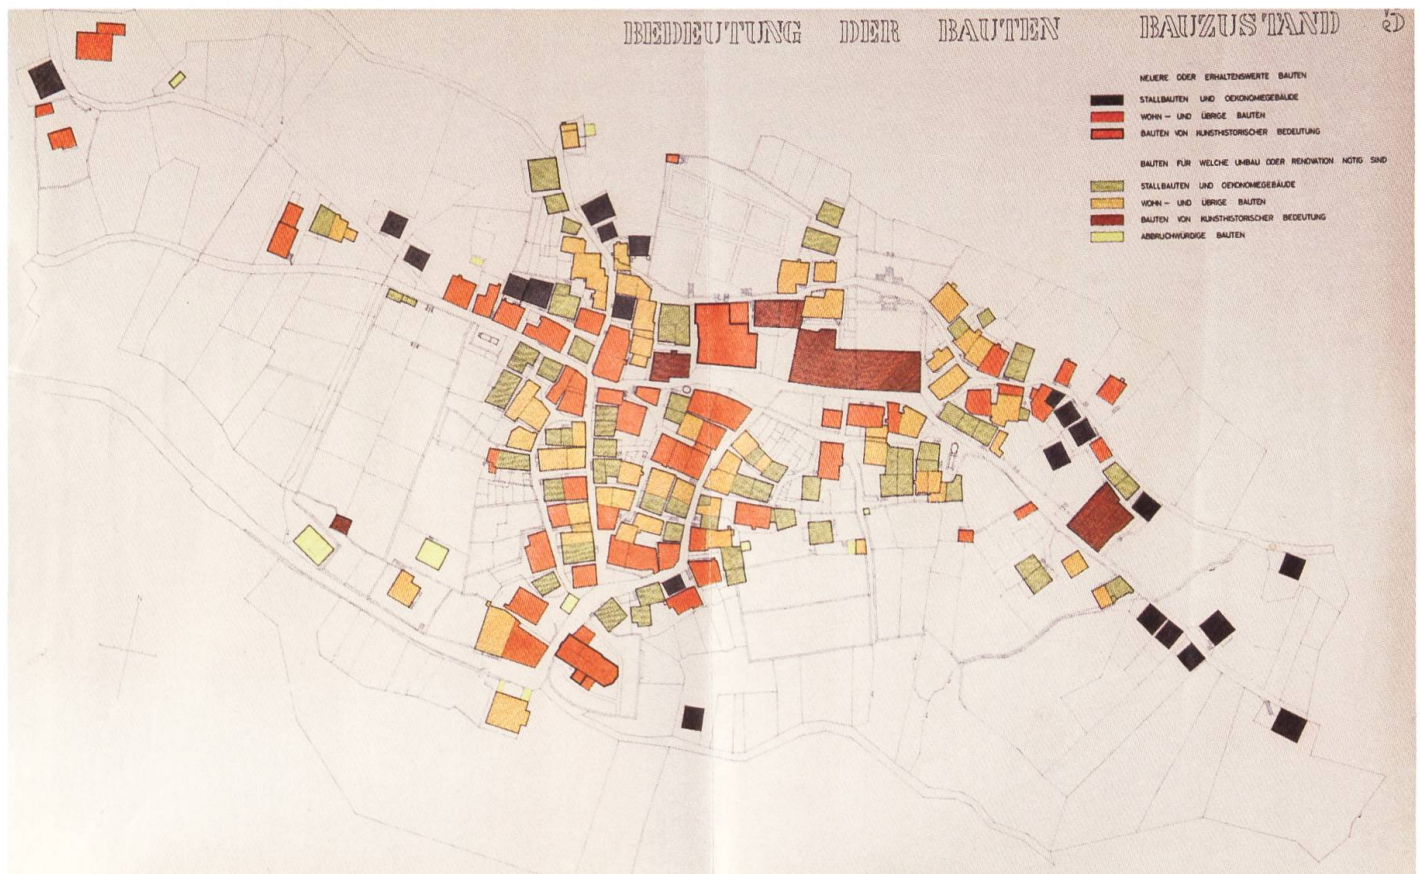 BEDEUTUNG DER BAUTEN BAUZUSTAND 5
NEUERE ODER ERHALTENSWERTE BAUTEN
STALLBAUTEN UND OEKONOMIEGEBÄUDE
WOHN- UND ÜBRIGE BAUTEN
BAUTEN VON KUNSTHISTORISCHER BEDEUTUNG
BAUTEN FÜR WELCHE UMBAU ODER RENOVATION NÖTIG SIND
STALLBAUTEN UND OEKONOMIEGEBÄUDE
WOHN- UND ÜBRIGE BAUTEN
BAUTEN VON KUNSTHISTORISCHER BEDEUTUNG
ABBRUCHWÜRDIGE BAUTEN